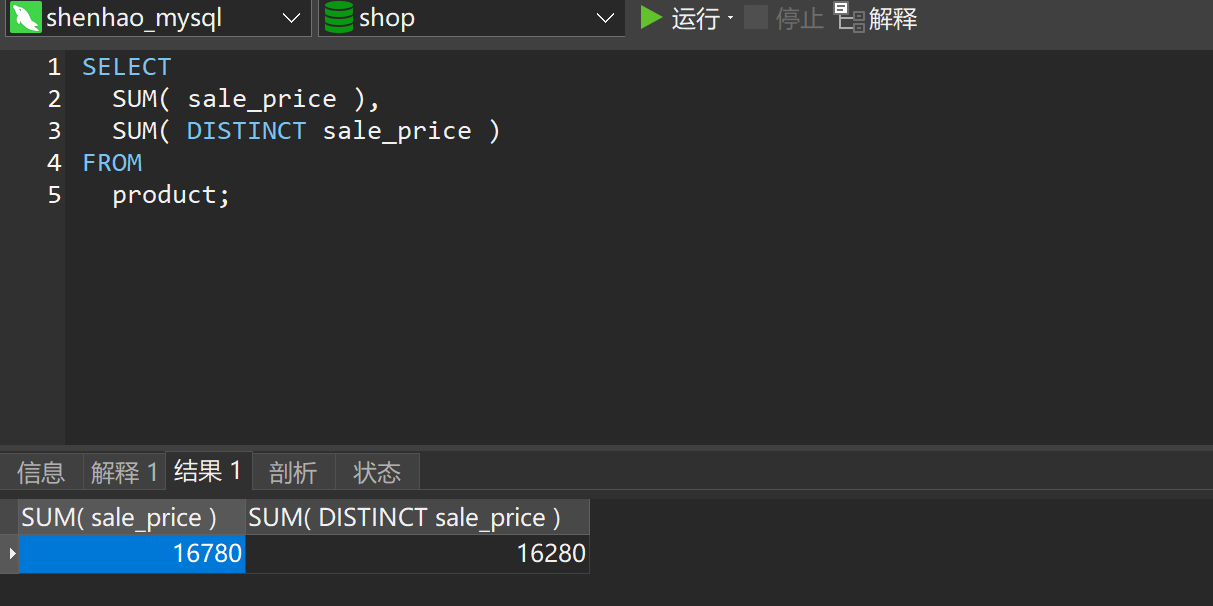 shenhao_mysql shop 运行 停止 解释
1 SELECT
2 SUM( sale_price ),
3 SUM( DISTINCT sale_price )
4 FROM
5 product;
信息 解释 1 结果 1 剖析 状态
SUM( sale_price ) SUM( DISTINCT sale_price )
16780 16280